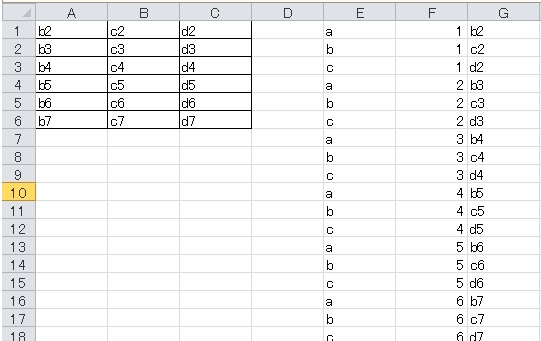 A B C D E F G
1 b2 c2 d2 a 1 b2
2 b3 c3 d3 b 1 c2
3 b4 c4 d4 c 1 d2
4 b5 c5 d5 a 2 b3
5 b6 c6 d6 b 2 c3
6 b7 c7 d7 c 2 d3
7 a 3 b4
8 b 3 c4
9 c 3 d4
10 a 4 b5
11 b 4 c5
12 c 4 d5
13 a 5 b6
14 b 5 c6
15 c 5 d6
16 a 6 b7
17 b 6 c7
18 c 6 d7